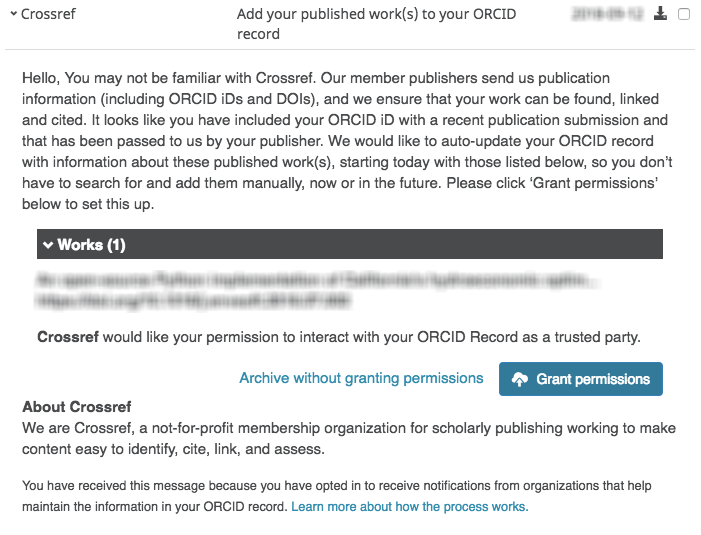 Crossref
Add your published work(s) to your ORCID
record
Hello, You may not be familiar with Crossref. Our member publishers send us publication
information (including ORCID iDs and DOIs), and we ensure that your work can be found, linked
and cited. It looks like you have included your ORCID iD with a recent publication submission and
that has been passed to us by your publisher. We would like to auto-update your ORCID record
with information about these published work(s), starting today with those listed below, so you don’t
have to search for and add them manually, now or in the future. Please click ‘Grant permissions’
below to set this up.
Works (1)
Crossref would like your permission to interact with your ORCID Record as a trusted party.
Archive without granting permissions
Grant permissions
About Crossref
We are Crossref, a not-for-profit membership organization for scholarly publishing working to make
content easy to identify, cite, link, and assess.
You have received this message because you have opted in to receive notifications from organizations that help
maintain the information in your ORCID record. Learn more about how the process works.